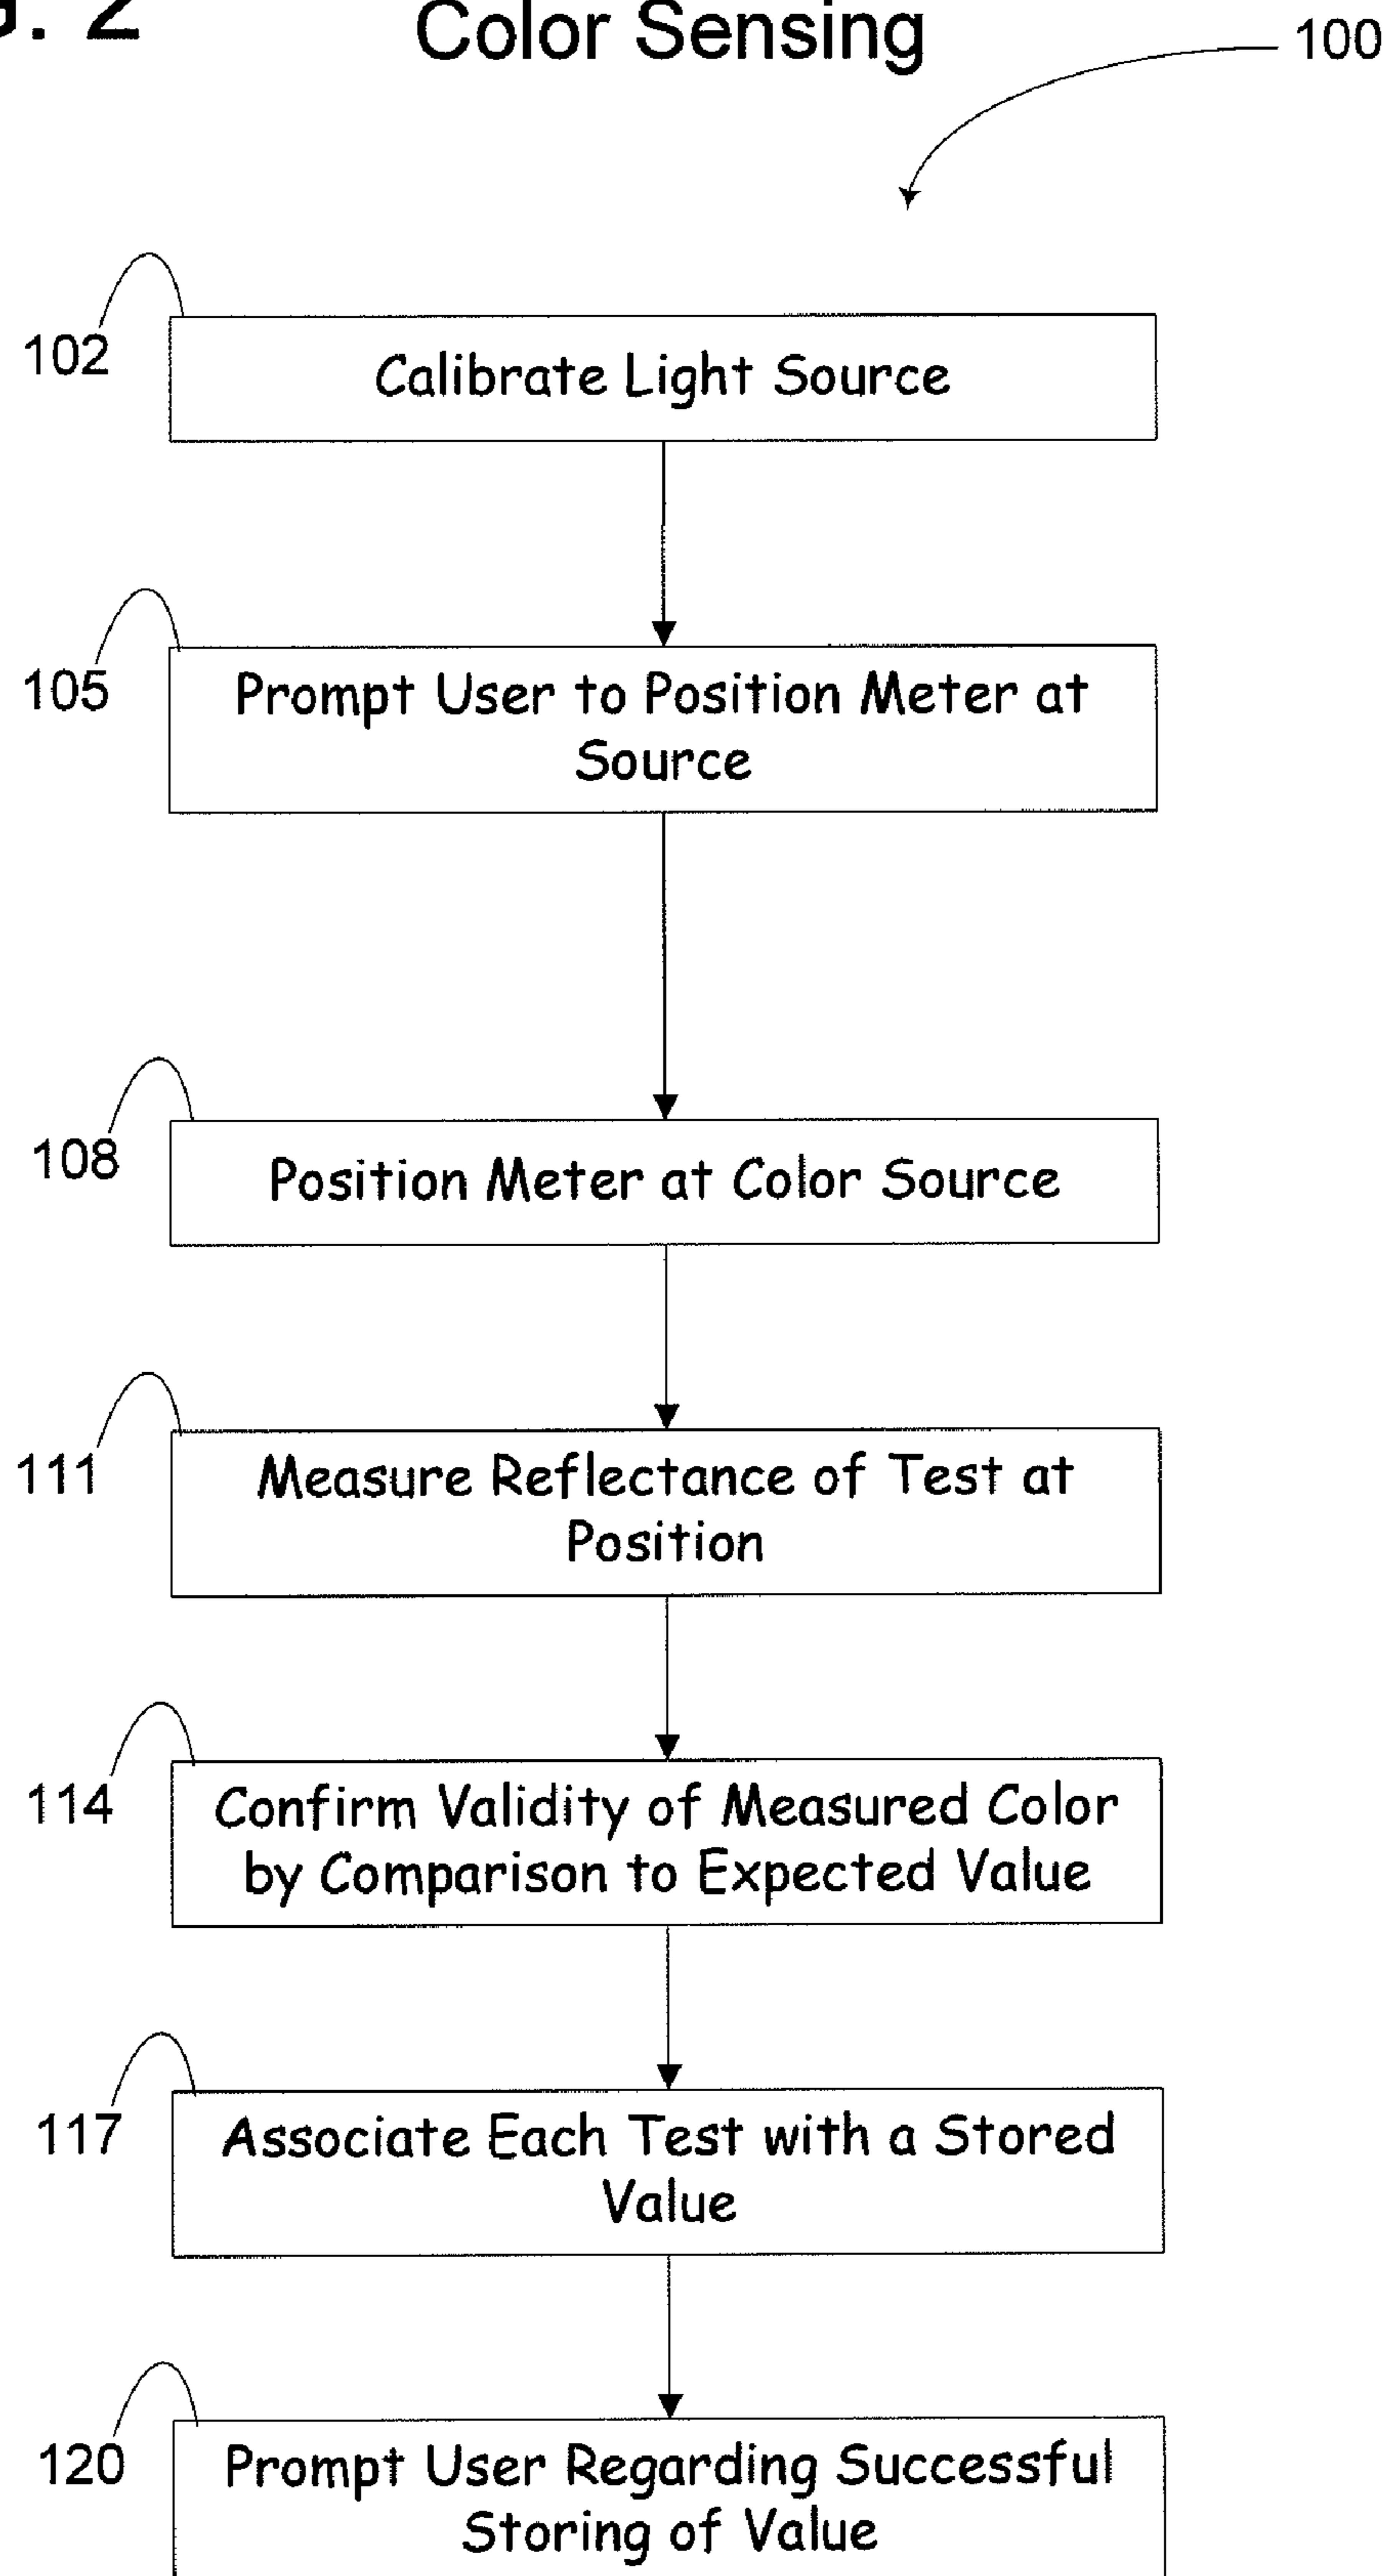 . 2
Color Sensing
100
102
Calibrate Light Source
105
Prompt User to Position Meter at
Source
108
Position Meter at Color Source
111
Measure Reflectance of Test at
Position
114
Confirm Validity of Measured Color
by Comparison to Expected Value
117
Associate Each Test with a Stored
Value
120
Prompt User Regarding Successful
Storing of Value